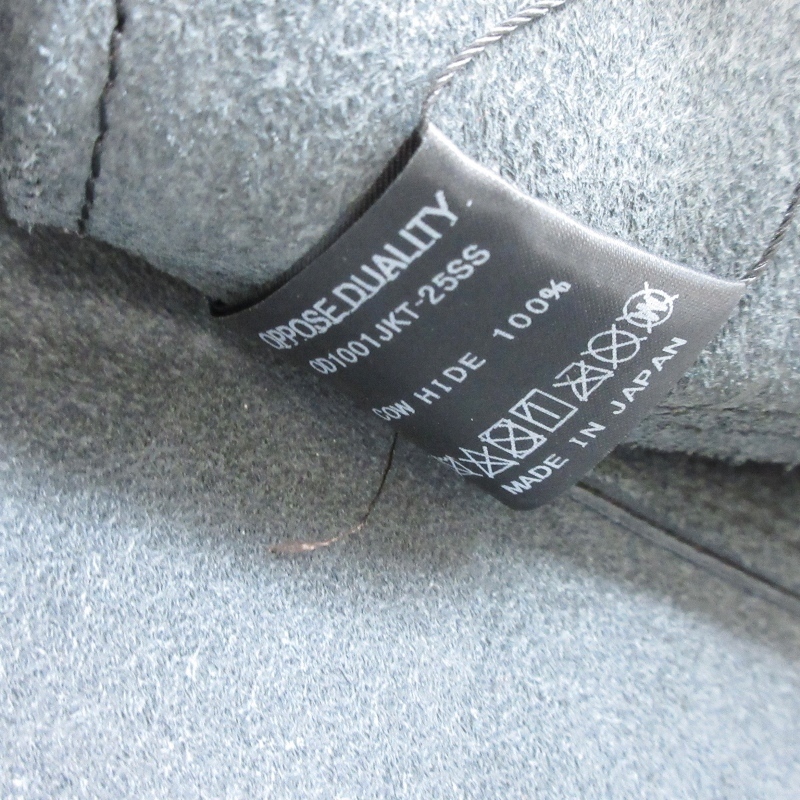 OPPOSE.DUALITY.
OD1001JKT-25SS
COW HIDE 100%
MADE IN JAPAN